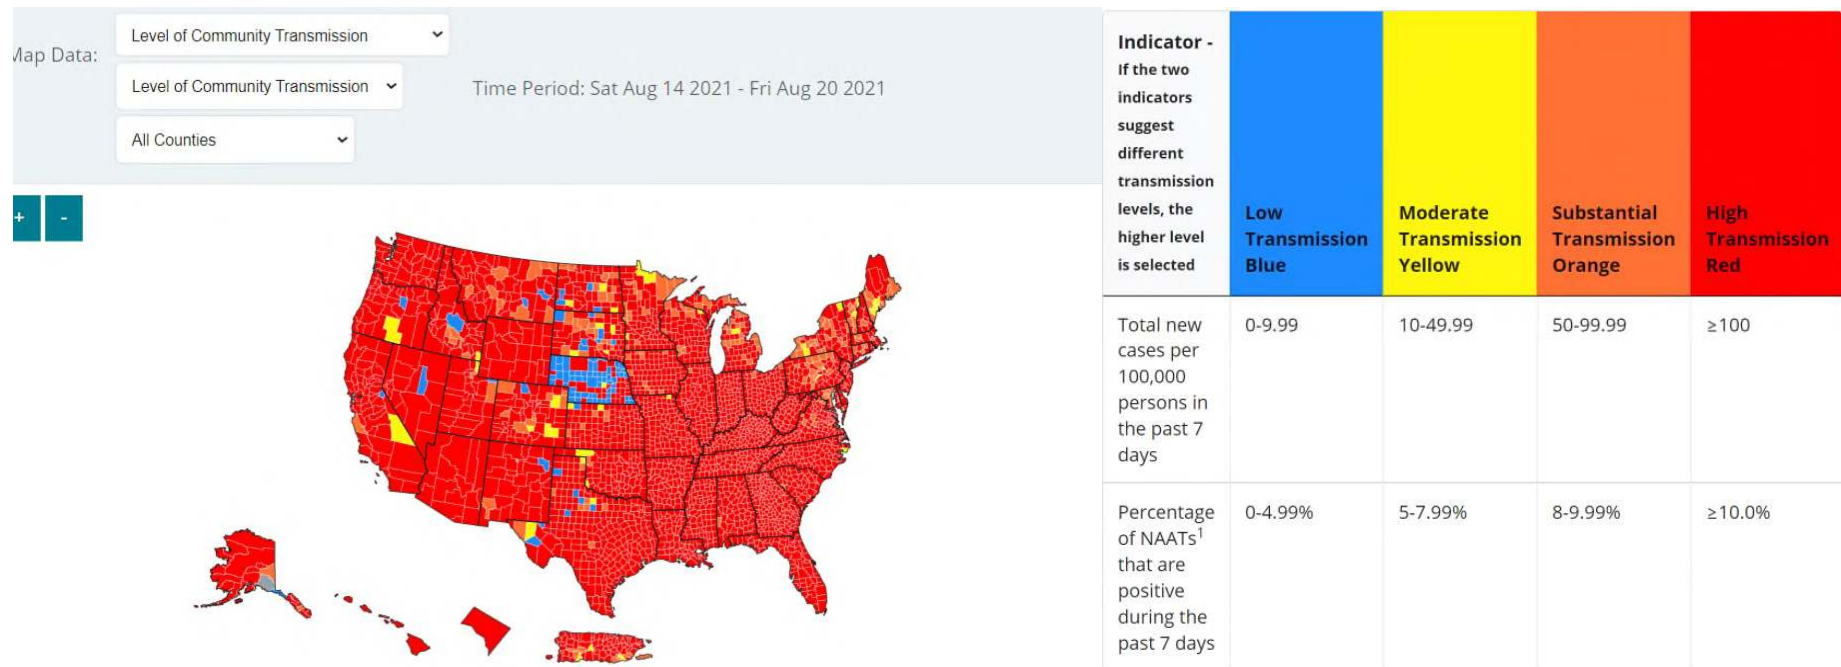 Level of Community Transmission
Map Data:
Level of Community Transmission
Time Period: Sat Aug 14 2021 - Fri Aug 20 2021
All Counties
+ -
Indicator -
If the two
indicators
suggest
different
transmission
levels, the
higher level
is selected
Low
Transmission
Blue
Moderate
Transmission
Yellow
Substantial
Transmission
Orange
High
Transmission
Red
Total new
cases per
100,000
persons in
the past 7
days
0-9.99
10-49.99
50-99.99
≥100
Percentage
of NAATs¹
that are
positive
during the
past 7 days
0-4.99%
5-7.99%
8-9.99%
≥10.0%